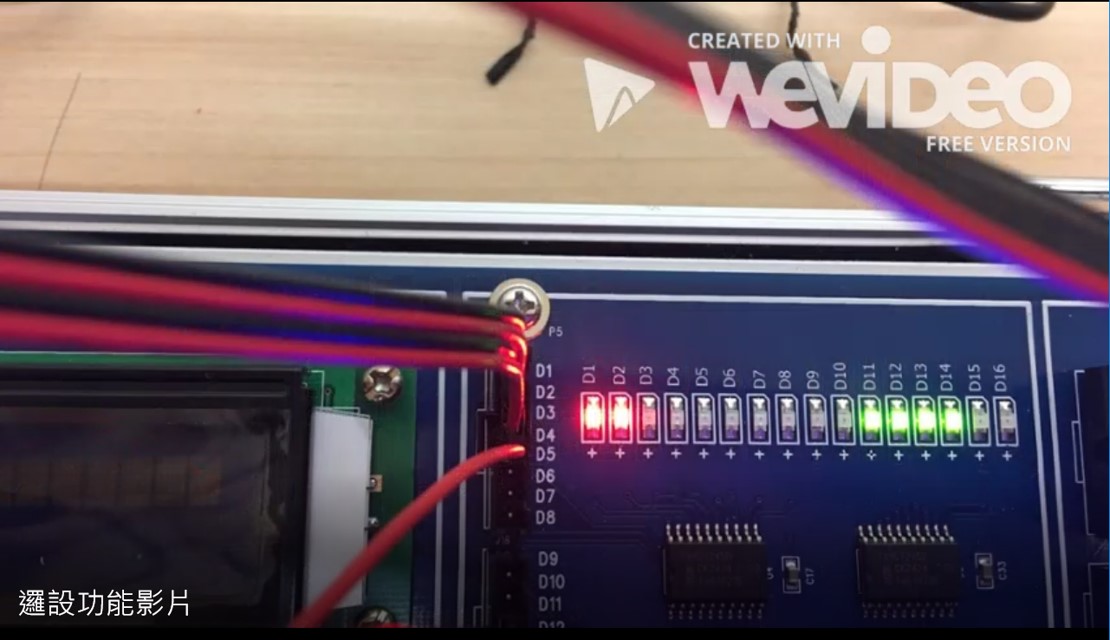 CREATED WITH
WEVIDEO
FREE VERSION
P5
D1
D2
D3
D4
D5
D6
D7
D8
D9
D10
D11
D12
D1 D2 D3 D4 D5 D6 D7 D8 D9 D10 D11 D12 D13 D14 D15 D16
+ + + + + + + + + + + + + + + +
C17
C33
邏設功能影片